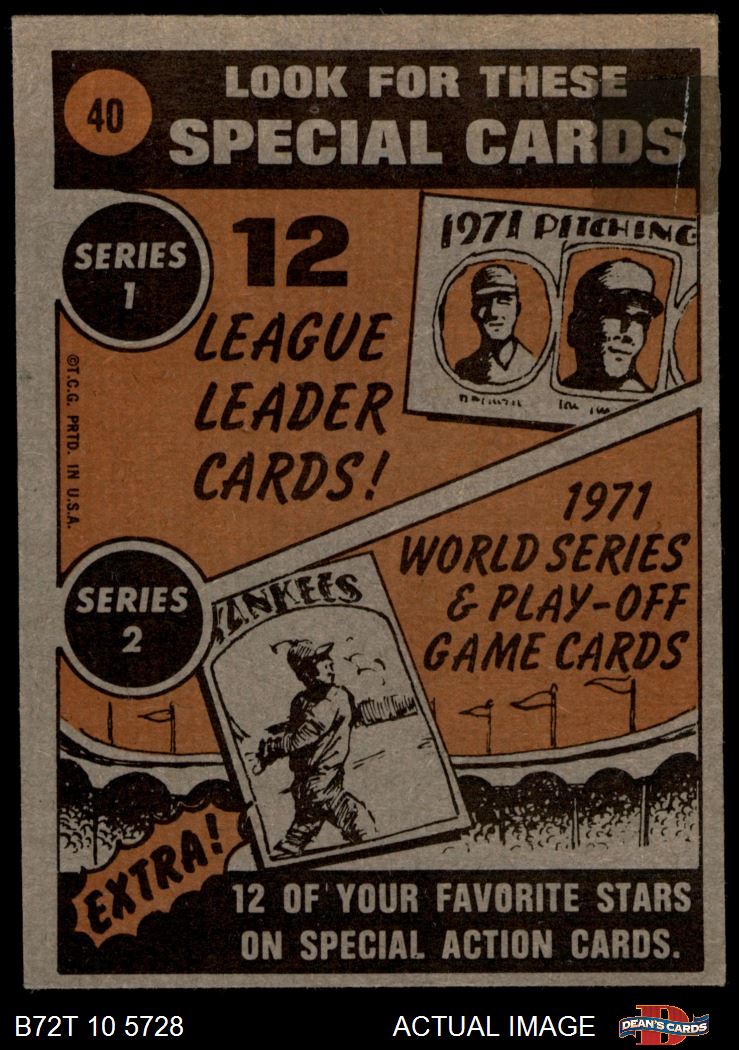 40
LOOK FOR THESE
SPECIAL CARDS
SERIES
1
12
LEAGUE
LEADER
CARDS!
1971 PITCHING
©T.C.G. PRTD. IN U.S.A.
1971
WORLD SERIES
& PLAY-OFF
GAME CARDS
SERIES
2
YANKEES
EXTRA!
12 OF YOUR FAVORITE STARS
ON SPECIAL ACTION CARDS.
B72T 10 5728
ACTUAL IMAGE
D
DEAN'S CARDS